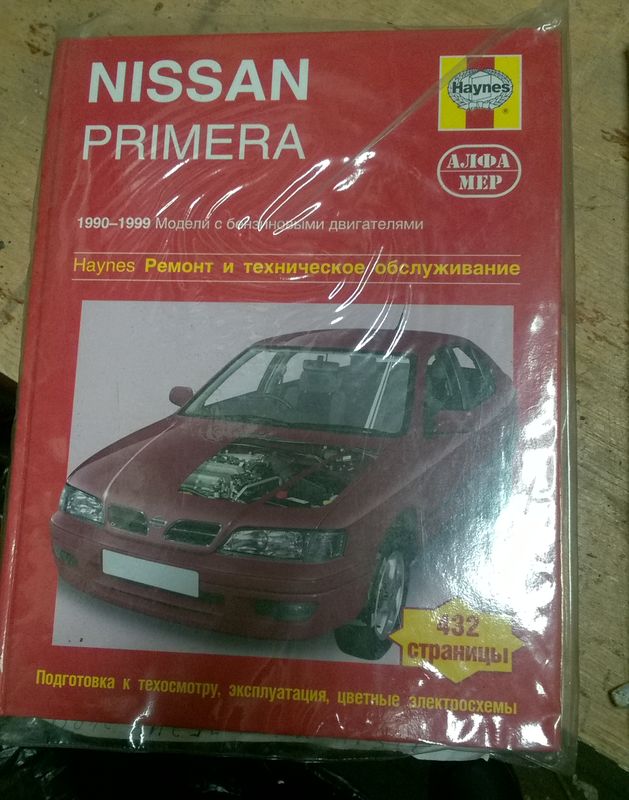 NISSAN
PRIMERA
Haynes
®
АЛФА
МЕР
1990–1999 Модели с бензиновыми двигателями
Haynes Ремонт и техническое обслуживание
432
страницы
Подготовка к техосмотру, эксплуатация, цветные электросхемы